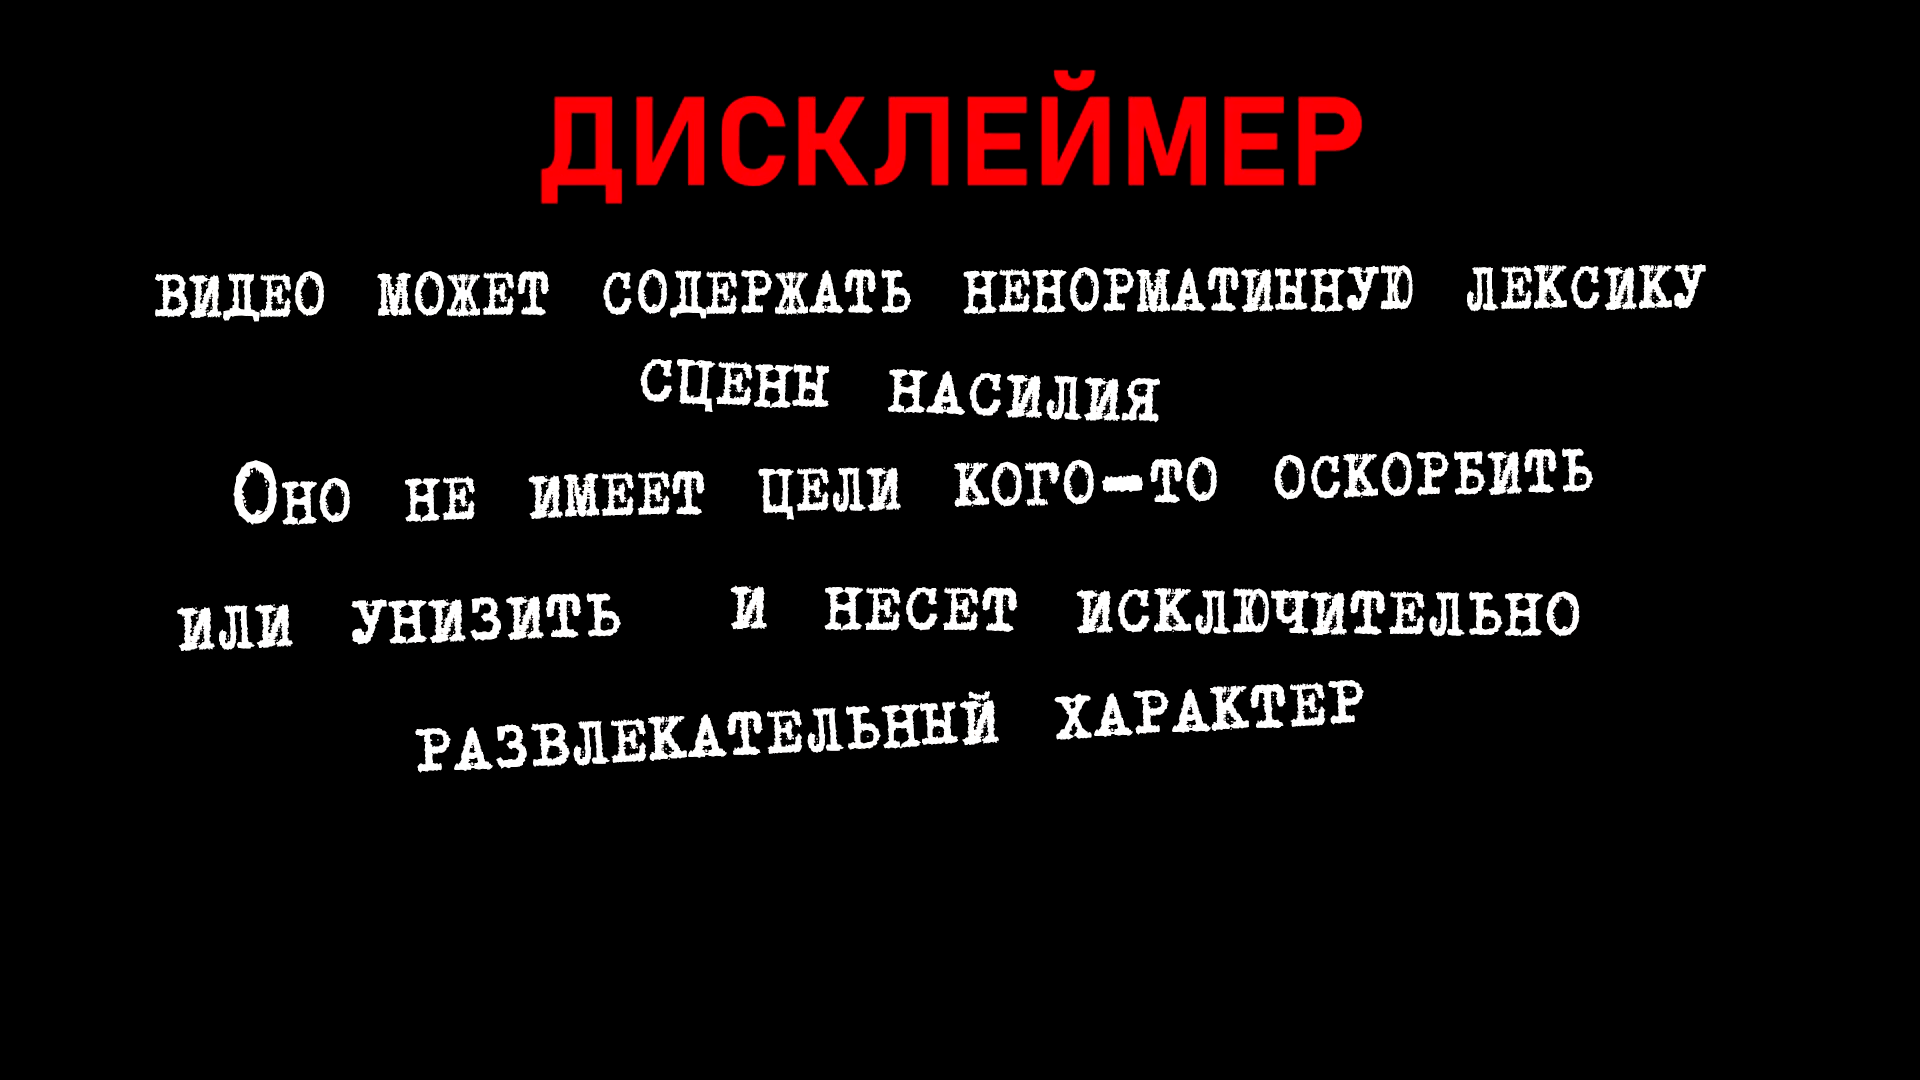 ДИСКЛЕЙМЕР
видео может содержать ненорматинную лексику
сцены насилия
Оно не имеет цели кого-то оскорбить
или унизить и несет исключительно
развлекательный характер